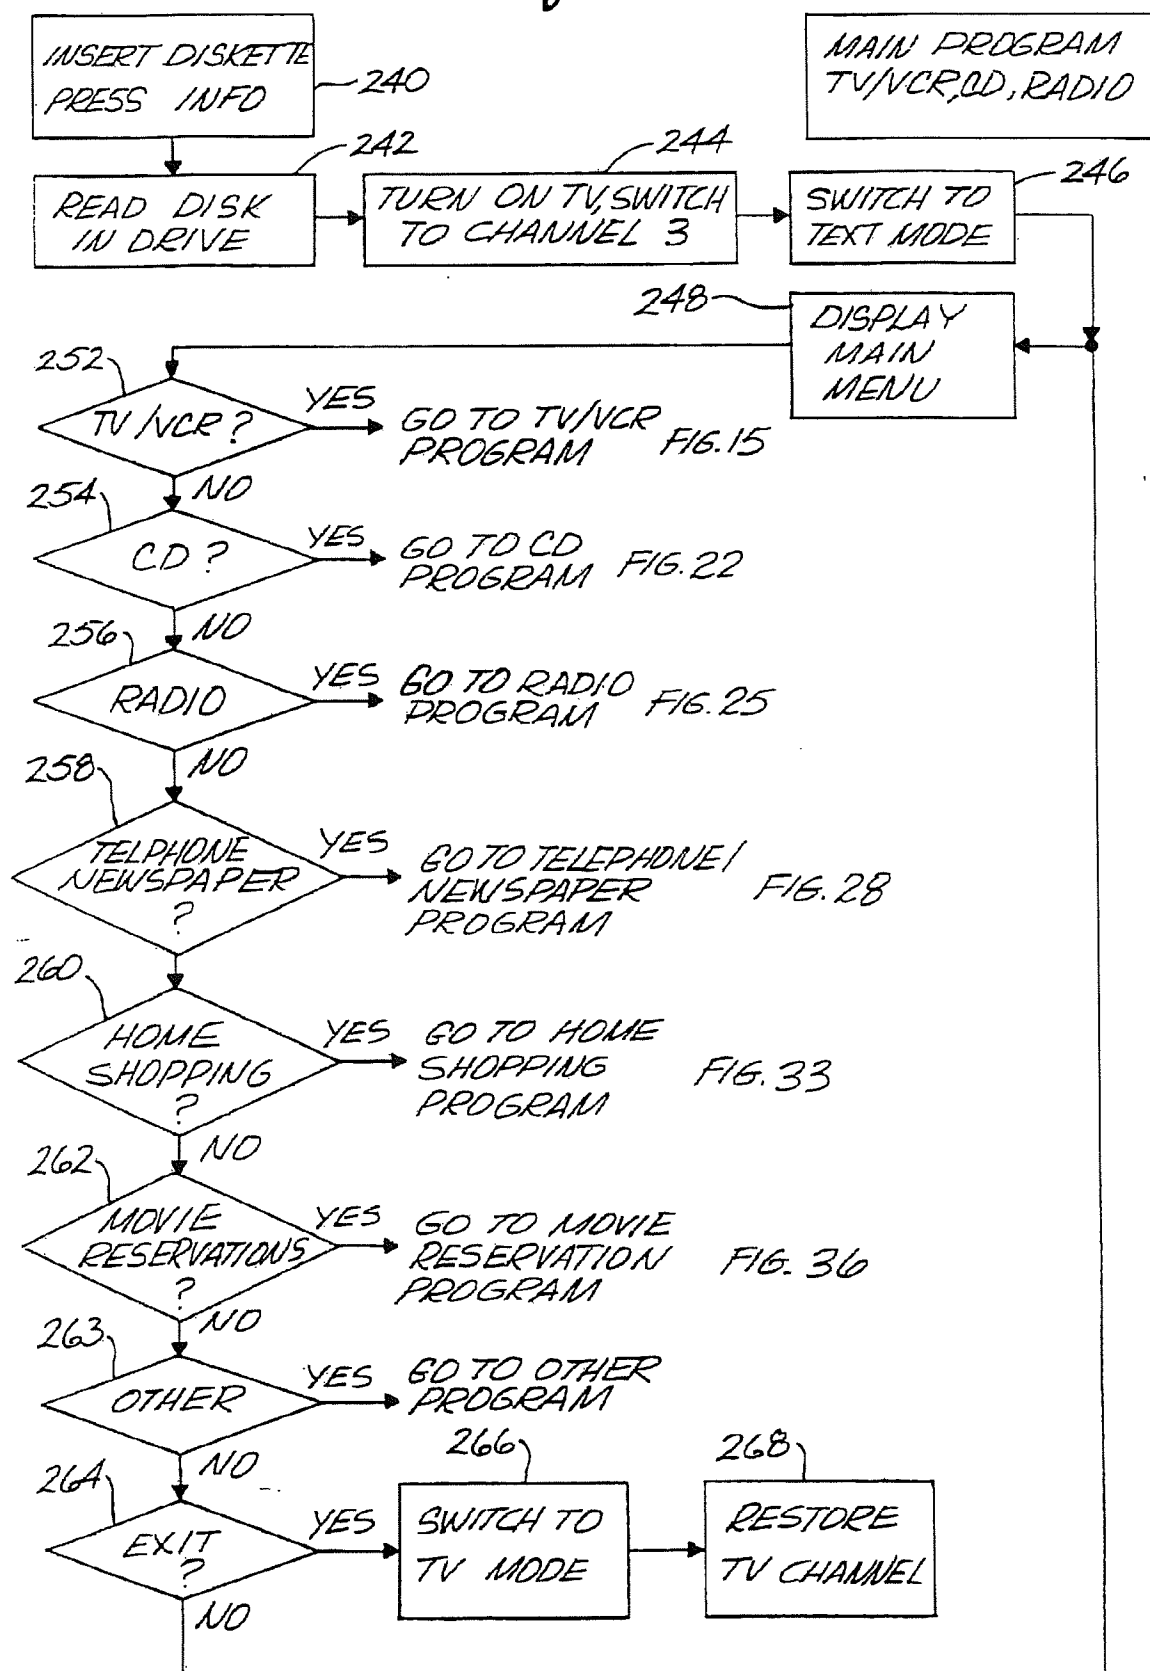 INSERT DISKETTE
PRESS INFO
240
MAIN PROGRAM
TV/VCR, CD, RADIO
242
READ DISK
IN DRIVE
244
TURN ON TV, SWITCH
TO CHANNEL 3
246
SWITCH TO
TEXT MODE
248
DISPLAY
MAIN
MENU
252
TV/VCR?
YES
GO TO TV/VCR
PROGRAM
FIG. 15
NO
254
CD?
YES
GO TO CD
PROGRAM
FIG. 22
NO
256
RADIO
YES
GO TO RADIO
PROGRAM
FIG. 25
NO
258
TELPHONE
NEWSPAPER
?
YES
GO TO TELEPHONE/
NEWSPAPER
PROGRAM
FIG. 28
260
HOME
SHOPPING
?
YES
GO TO HOME
SHOPPING
PROGRAM
FIG. 33
NO
262
MOVIE
RESERVATIONS
?
YES
GO TO MOVIE
RESERVATION
PROGRAM
FIG. 36
NO
263
OTHER
YES
GO TO OTHER
PROGRAM
NO
264
EXIT
?
YES
266
SWITCH TO
TV MODE
268
RESTORE
TV CHANNEL
NO